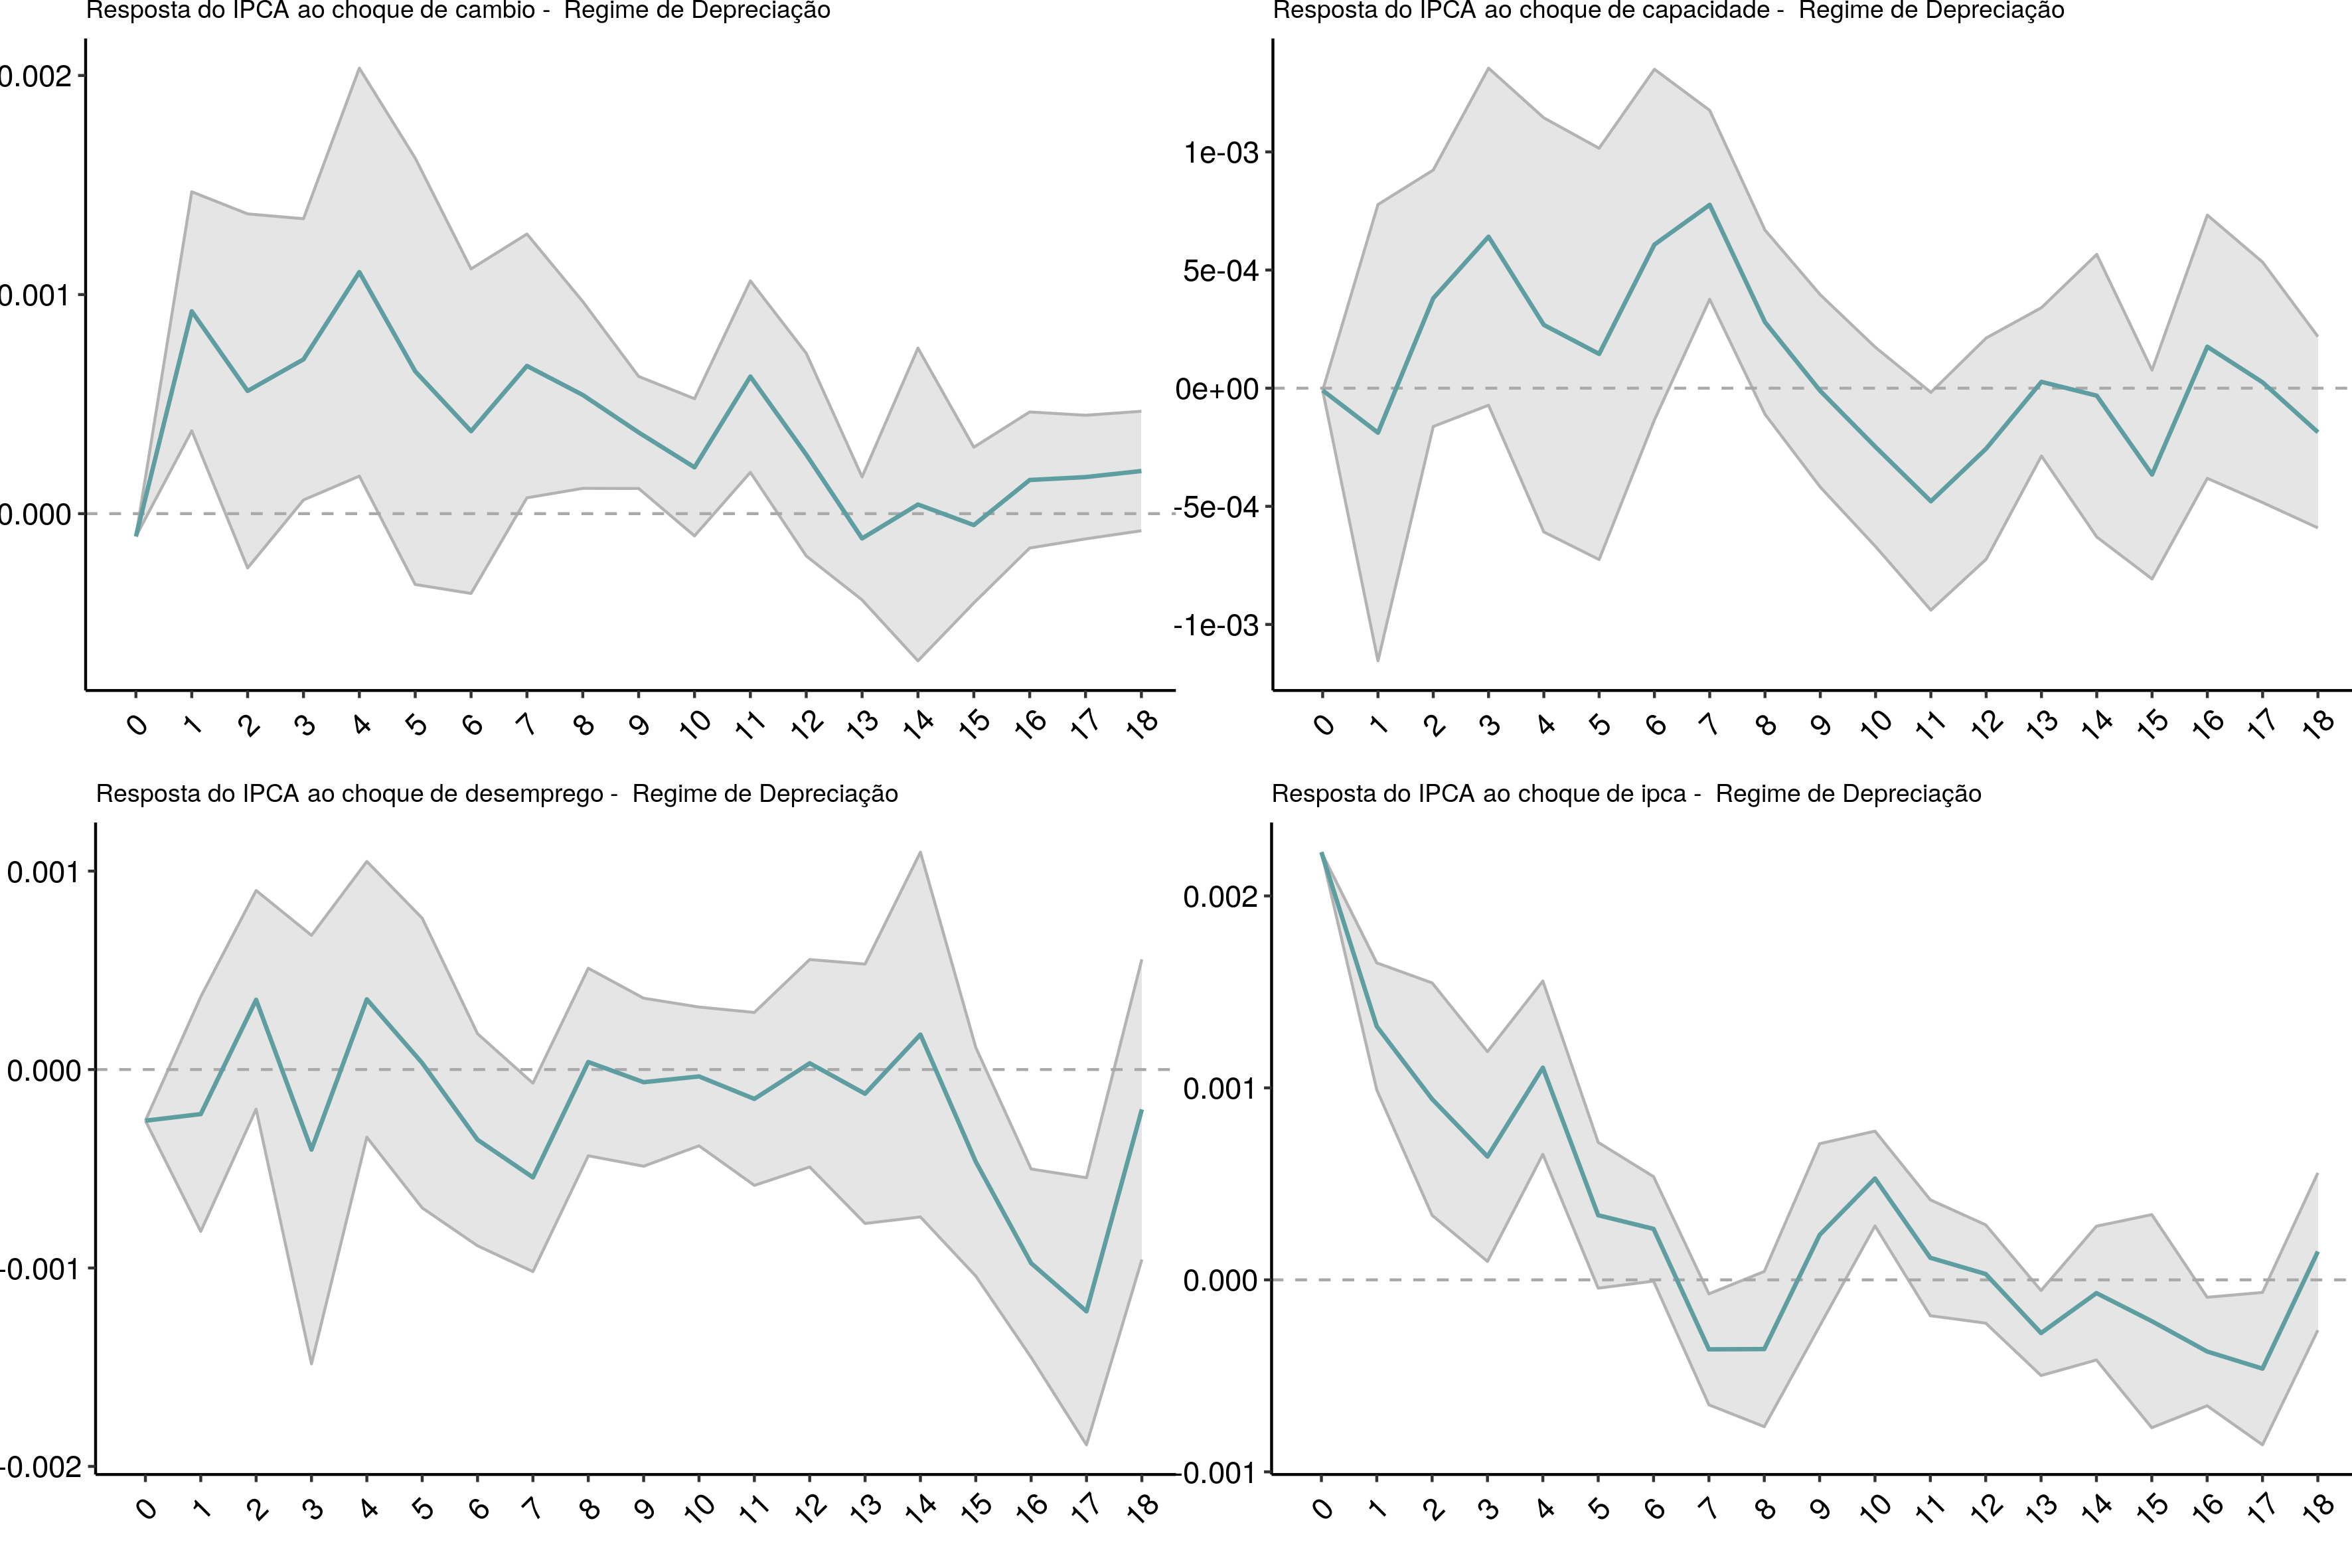 Resposta do IPCA ao choque de cambio -  Regime de Depreciação
0.002
0.001
0.000
0 1 2 3 4 5 6 7 8 9 10 11 12 13 14 15 16 17 18
Resposta do IPCA ao choque de capacidade -  Regime de Depreciação
1e-03
5e-04
0e+00
-5e-04
-1e-03
0 1 2 3 4 5 6 7 8 9 10 11 12 13 14 15 16 17 18
Resposta do IPCA ao choque de desemprego -  Regime de Depreciação
0.001
0.000
-0.001
-0.002
0 1 2 3 4 5 6 7 8 9 10 11 12 13 14 15 16 17 18
Resposta do IPCA ao choque de ipca -  Regime de Depreciação
0.002
0.001
0.000
-0.001
0 1 2 3 4 5 6 7 8 9 10 11 12 13 14 15 16 17 18